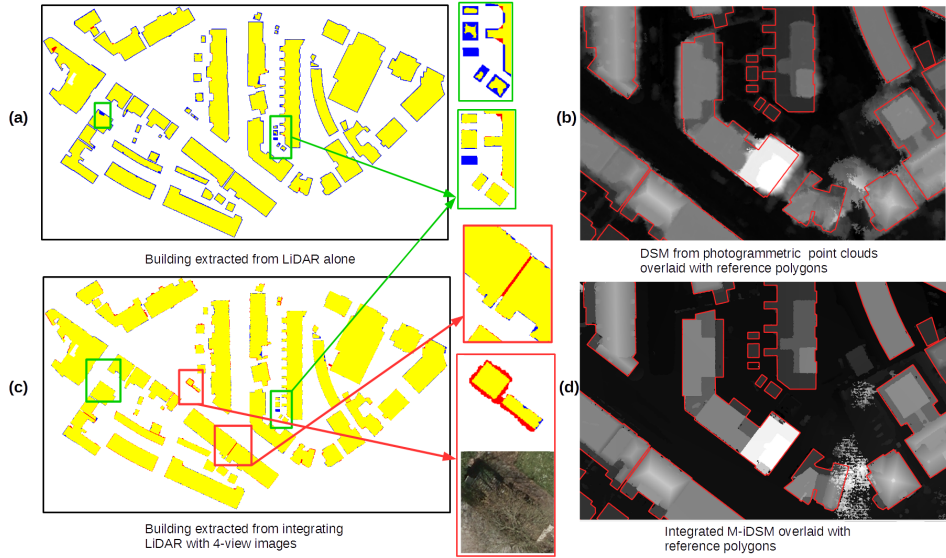 (a)
(b)
Building extracted from LiDAR alone
DSM from photogrammetric point clouds
overlaid with reference polygons
(c)
(d)
Building extracted from integrating
LiDAR with 4-view images
Integrated M-iDSM overlaid with
reference polygons